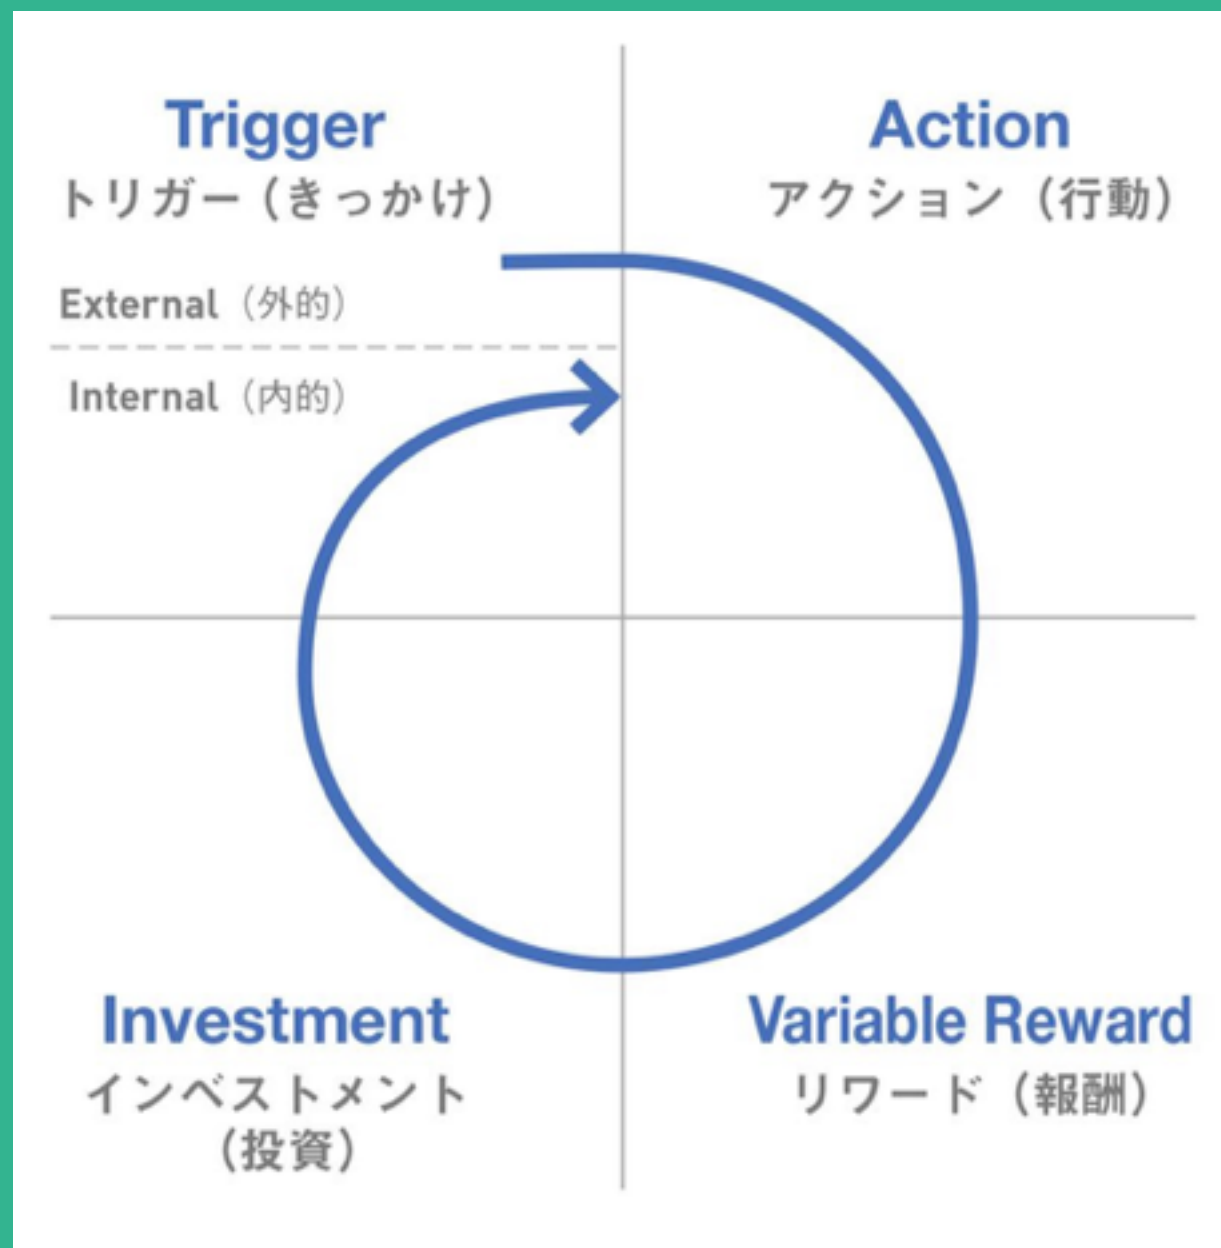 Trigger
トリガー（きっかけ）
External（外的）
Internal（内的）
Action
アクション（行動）
Investment
インベストメント
（投資）
Variable Reward
リワード（報酬）